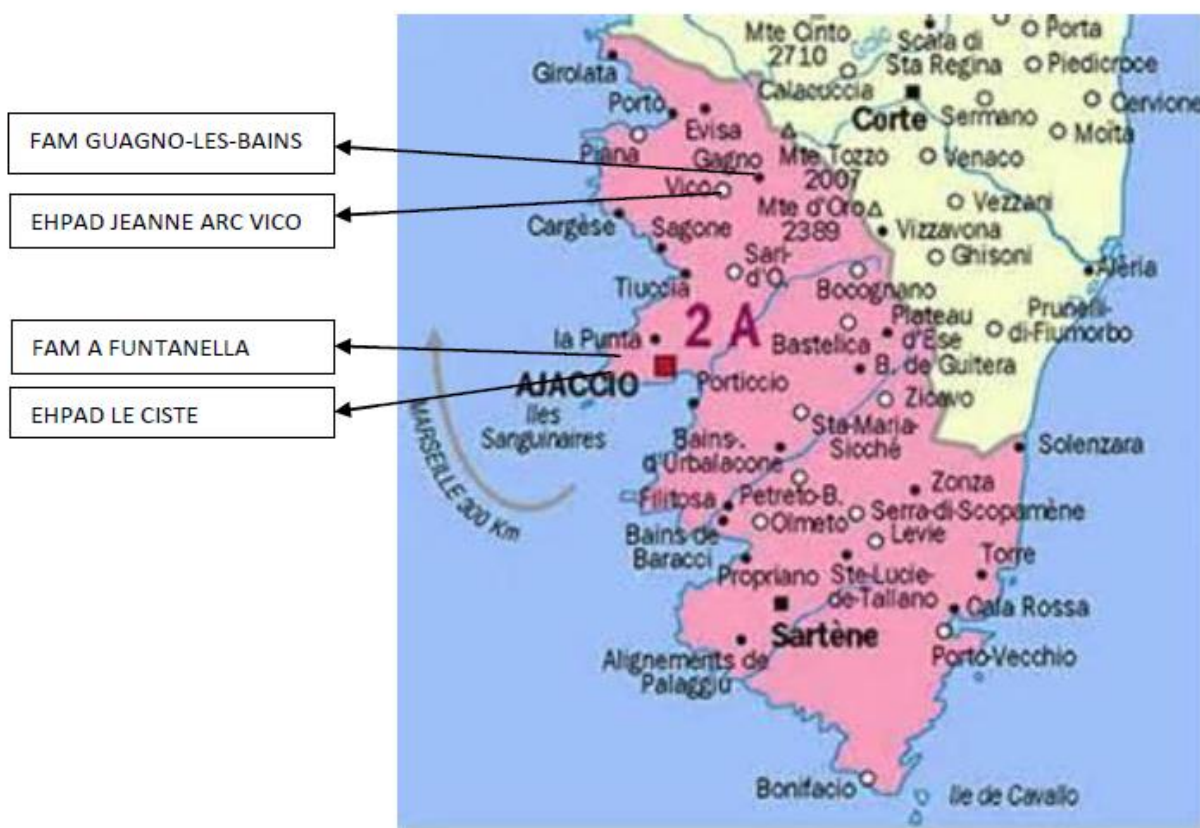 FAM GUAGNO-LES-BAINS
EHPAD JEANNE ARC VICO
FAM A FUNTANELLA
EHPAD LE CISTE
Mte Cinto
2710
Scala di
Sta Regina
Porta
Piedicroce
Girolata
Calacuccia
Porto
Evisa
Corte
Sermano
Cervione
Moïta
Piana
Gagno
Mte Tozzo
2007
Venaco
Vico
Vezzani
Mte d'Oro
2389
Cargèse
Sagone
Vizzavona
Ghisoni
Sari-
d'O.
Aléria
Tiuccia
Bocognano
Prunelli-
di-Fiumorbo
2 A
Plateau
d'Ese
la Punta
Bastelica
B. de Guitera
AJACCIO
Porticcio
Zicavo
Iles
Sanguinaires
Sta-Maria-
Sicché
MARSEILLE 300 Km
Bains-
d'Urbalacone
Solenzara
Zonza
Filitosa
Petreto-B.
Olmeto
Serra-di-Scopamène
Levie
Bains de
Baracci
Torre
Propriano
Ste-Lucie-
de-Tallano
Cala Rossa
Sartène
Porto-Vecchio
Alignements de
Palaggiu
Bonifacio
Ile de Cavallo